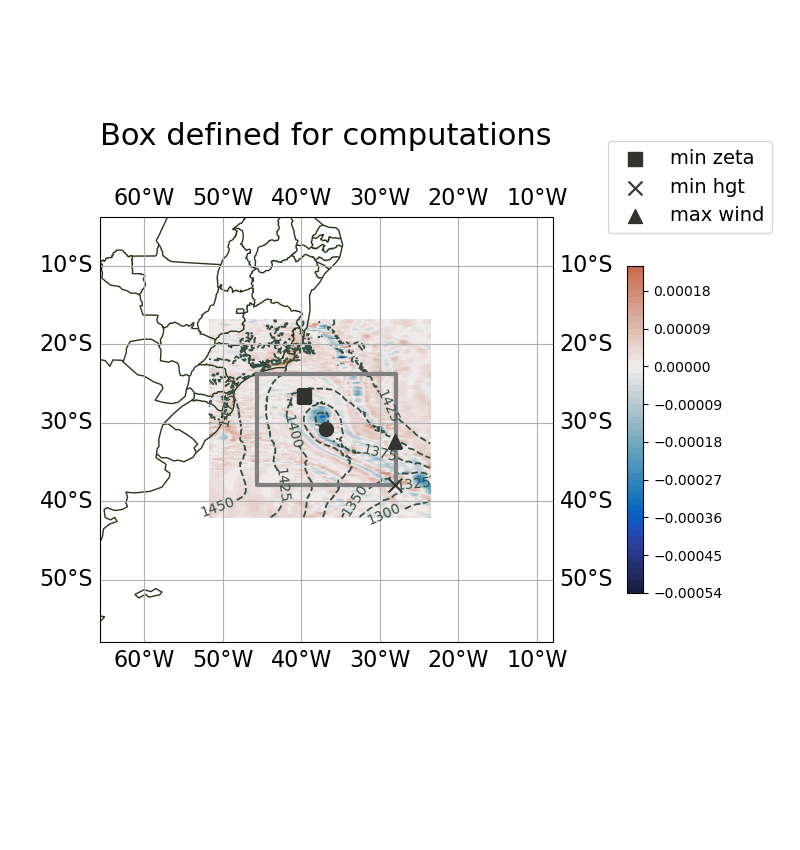 Box defined for computations
min zeta
min hgt
max wind
60°W 50°W 40°W 30°W 20°W 10°W
10°S 10°S
20°S 20°S
30°S 30°S
40°S 40°S
50°S 50°S
60°W 50°W 40°W 30°W 20°W 10°W
1425
1400
1375
1425
1325
1450
1350
1300
0.00018
0.00009
0.00000
−0.00009
−0.00018
−0.00027
−0.00036
−0.00045
−0.00054